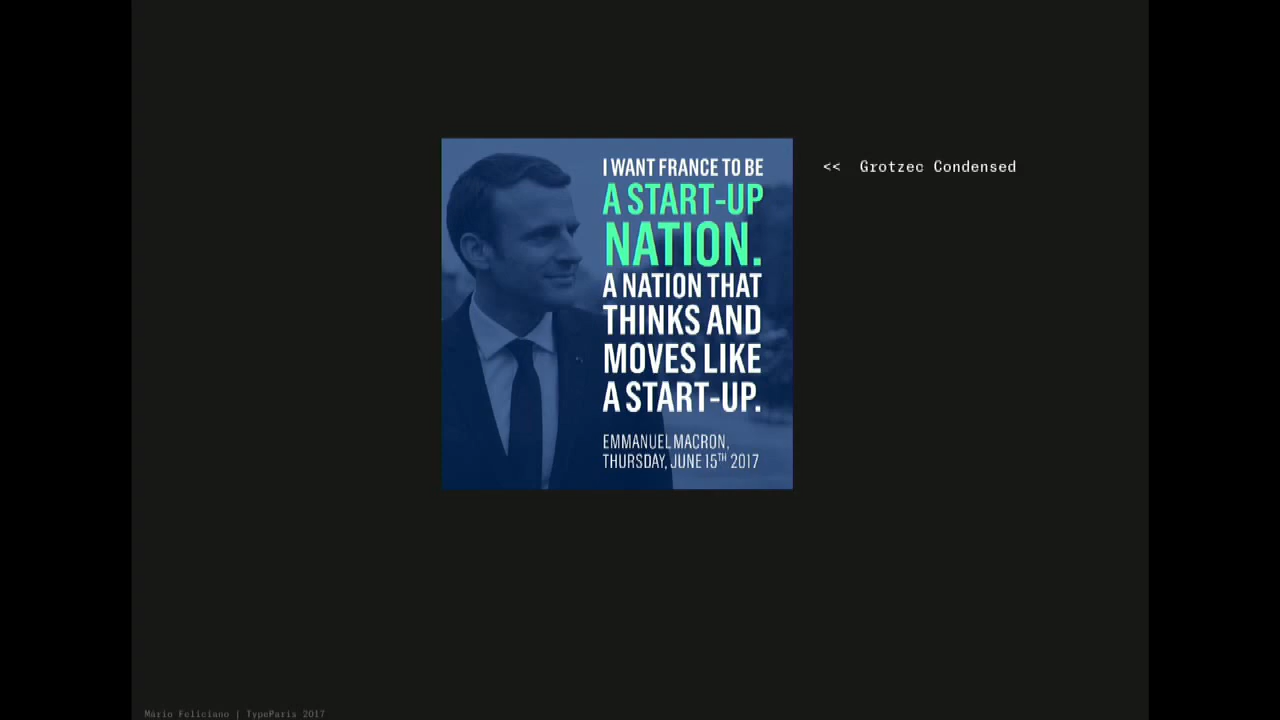 I WANT FRANCE TO BE
A START-UP
NATION.
A NATION THAT
THINKS AND
MOVES LIKE
A START-UP.
EMMANUEL MACRON,
THURSDAY, JUNE 15TH 2017
<< Grotzec Condensed
Mário Feliciano | TypeParis 2017